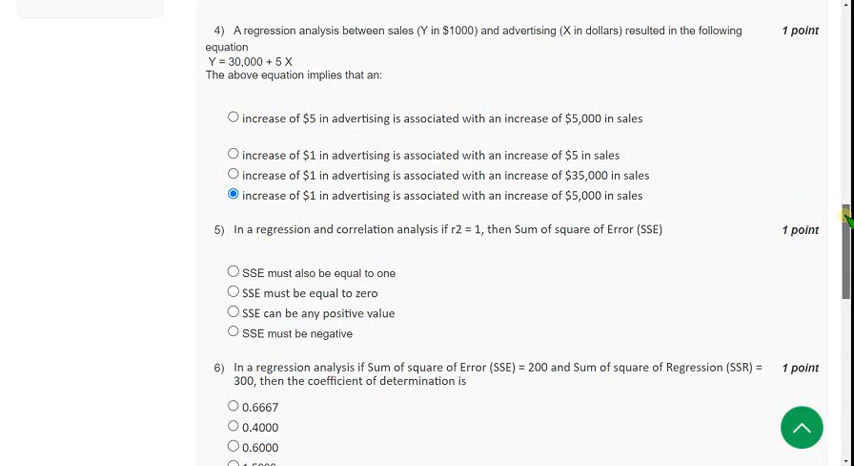 4) A regression analysis between sales (Y in $1000) and advertising (X in dollars) resulted in the following 1 point
equation
Y = 30,000 + 5 X
The above equation implies that an:
increase of $5 in advertising is associated with an increase of $5,000 in sales
increase of $1 in advertising is associated with an increase of $5 in sales
increase of $1 in advertising is associated with an increase of $35,000 in sales
increase of $1 in advertising is associated with an increase of $5,000 in sales
5) In a regression and correlation analysis if r2 = 1, then Sum of square of Error (SSE) 1 point
SSE must also be equal to one
SSE must be equal to zero
SSE can be any positive value
SSE must be negative
6) In a regression analysis if Sum of square of Error (SSE) = 200 and Sum of square of Regression (SSR) = 1 point
300, then the coefficient of determination is
0.6667
0.4000
0.6000